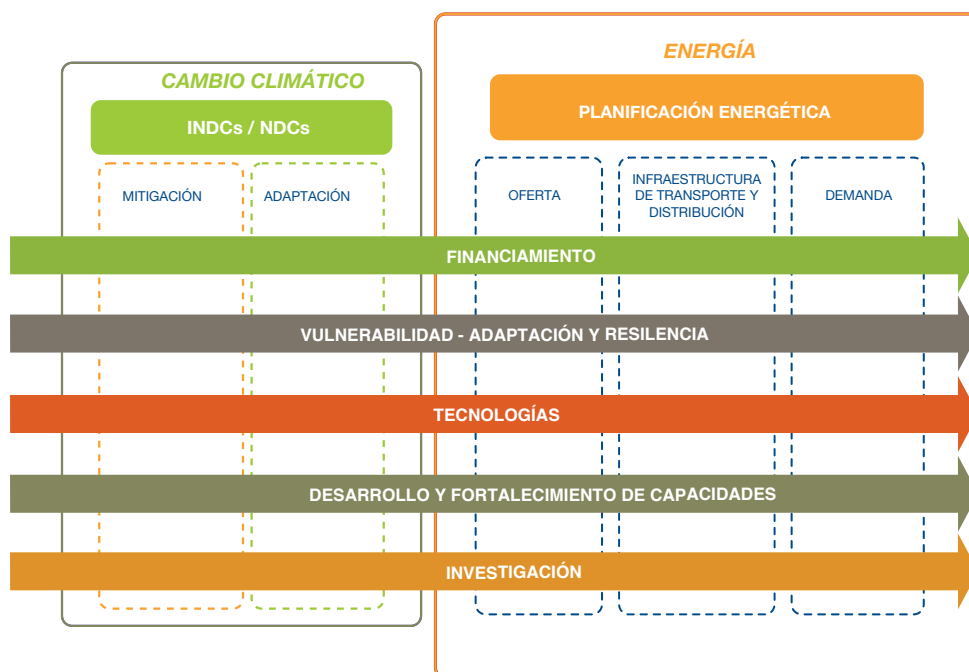 CAMBIO CLIMÁTICO
INDCs / NDCs
MITIGACIÓN
ADAPTACIÓN
ENERGÍA
PLANIFICACIÓN ENERGÉTICA
OFERTA
INFRAESTRUCTURA
DE TRANSPORTE Y
DISTRIBUCIÓN
DEMANDA
FINANCIAMIENTO
VULNERABILIDAD - ADAPTACIÓN Y RESILENCIA
TECNOLOGÍAS
DESARROLLO Y FORTALECIMIENTO DE CAPACIDADES
INVESTIGACIÓN